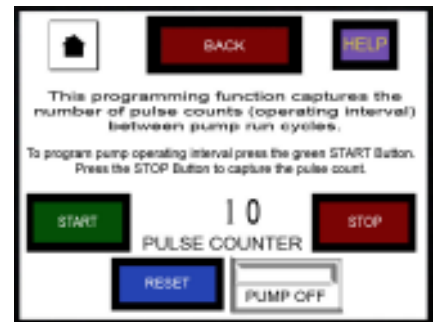 BACK
HELP
This programming function captures the
number of pulse counts (operating interval)
between pump run cycles.
To program pump operating interval press the green START Button.
Press the STOP Button to capture the pulse count.
START
10
STOP
PULSE COUNTER
RESET
PUMP OFF